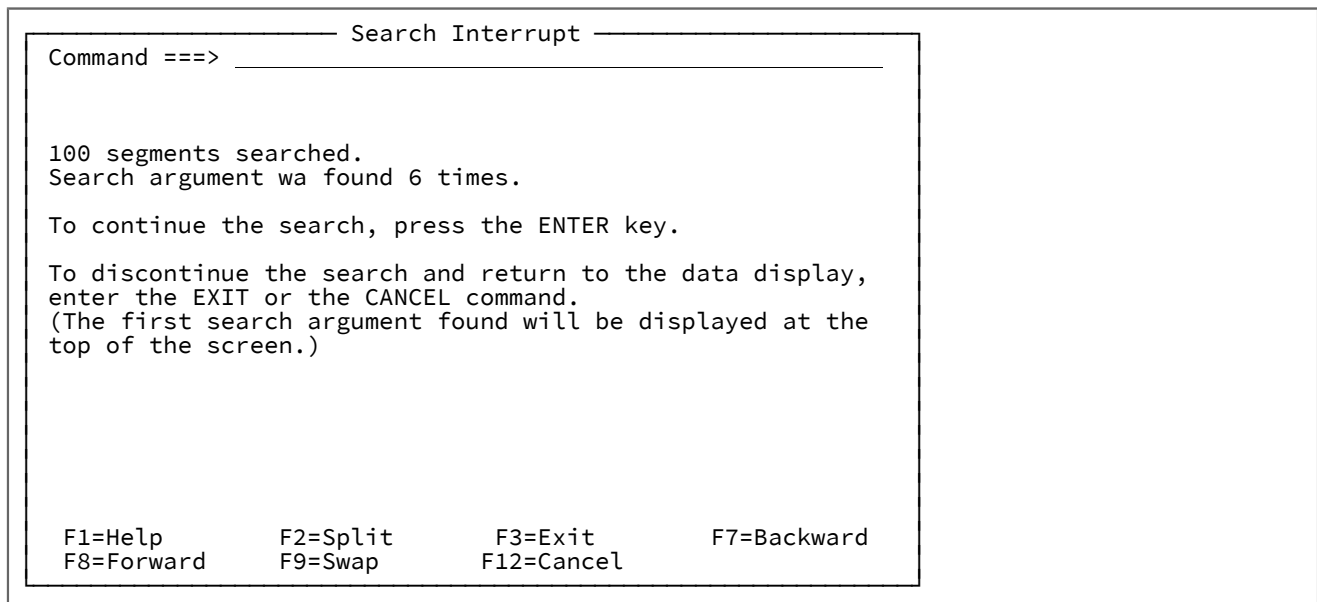 Search Interrupt
Command ===>
100 segments searched.
Search argument wa found 6 times.
To continue the search, press the ENTER key.
To discontinue the search and return to the data display,
enter the EXIT or the CANCEL command.
(The first search argument found will be displayed at the
top of the screen.)
F1=Help F2=Split F3=Exit F7=Backward
F8=Forward F9=Swap F12=Cancel